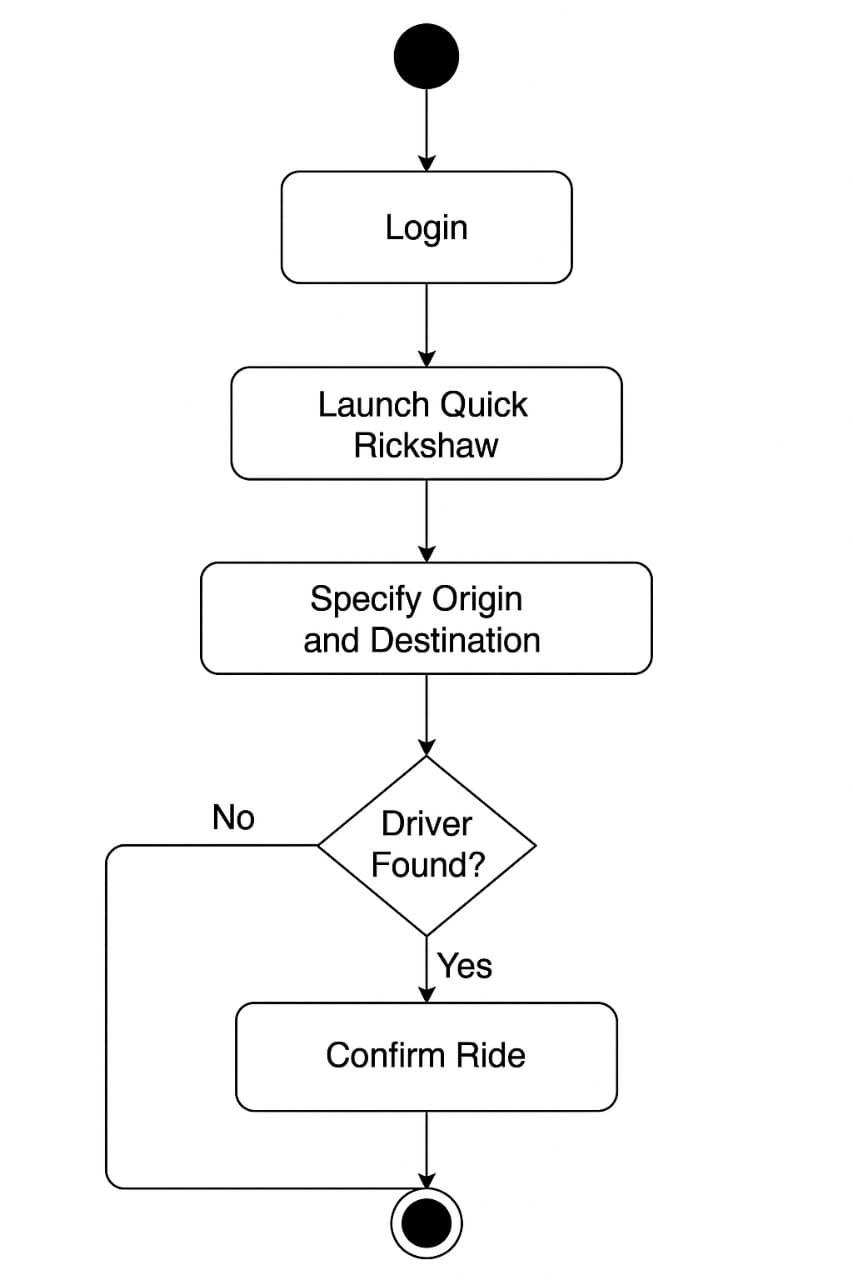 Login
Launch Quick
Rickshaw
Specify Origin
and Destination
Driver
Found?
No
Yes
Confirm Ride